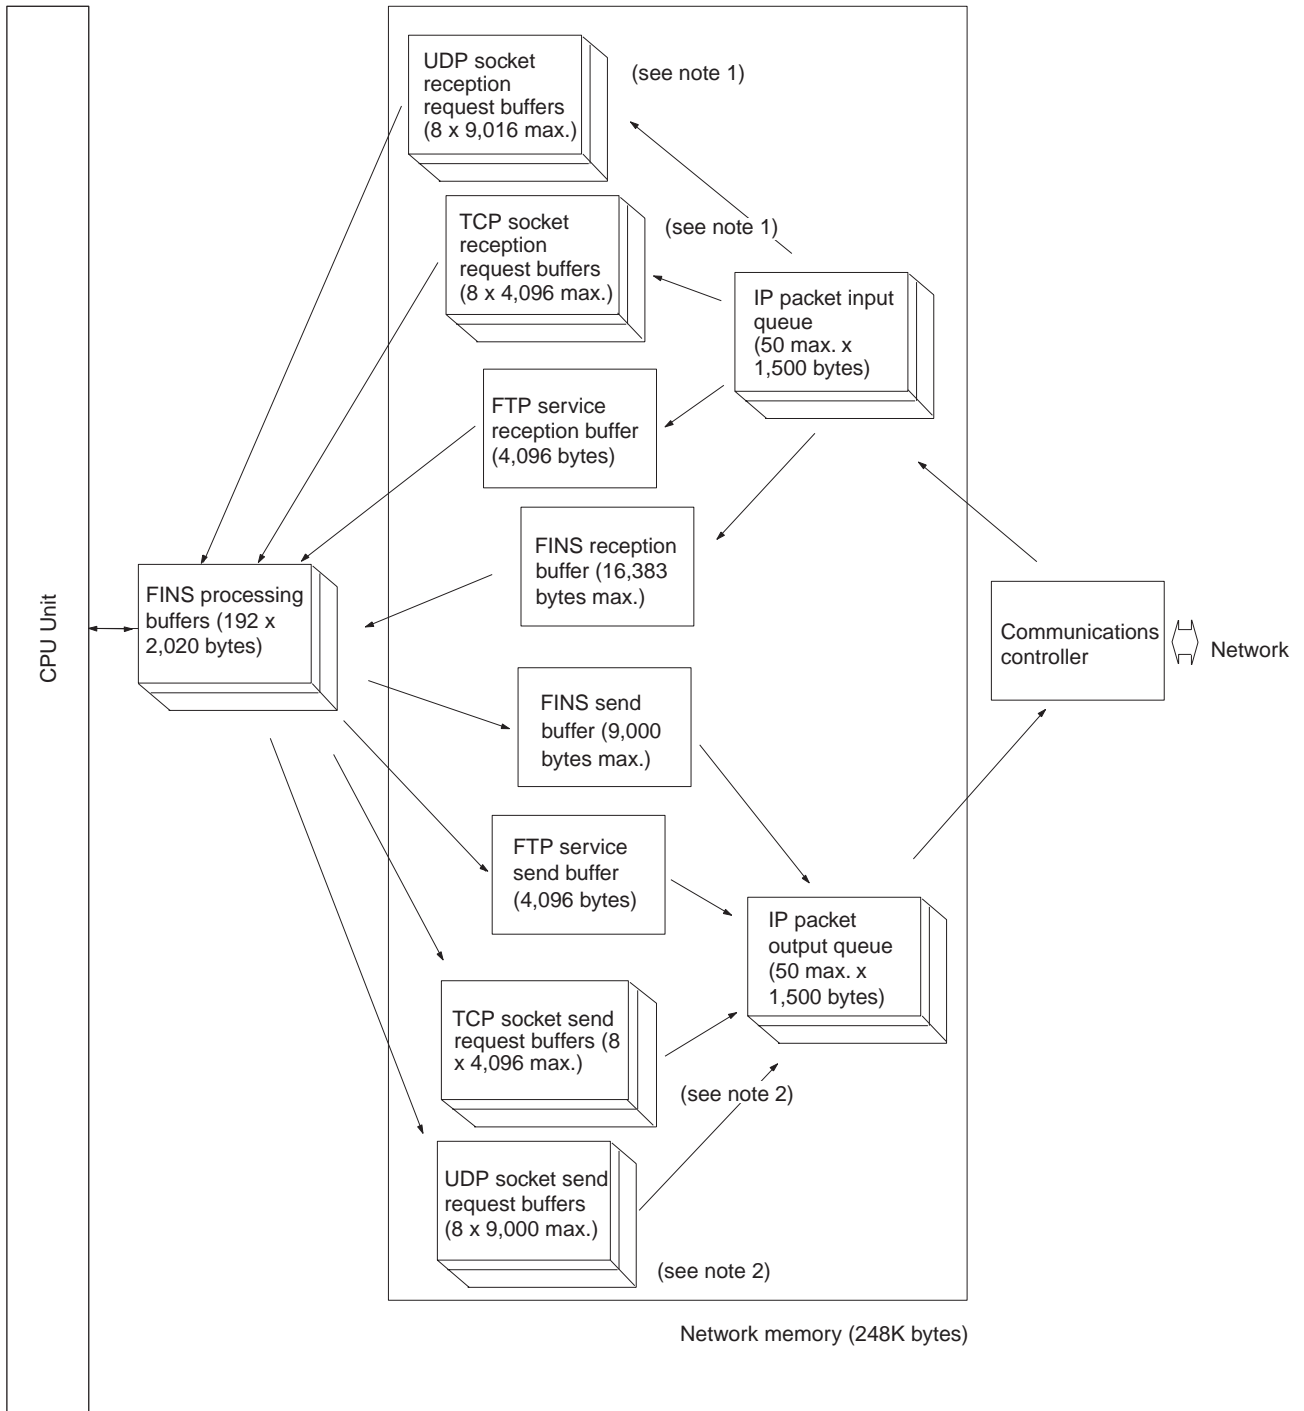 UDP socket
reception
request buffers
(8 x 9,016 max.)
(see note 1)
TCP socket
reception
request buffers
(8 x 4,096 max.)
(see note 1)
IP packet input
queue
(50 max. x
1,500 bytes)
FTP service
reception buffer
(4,096 bytes)
FINS reception
buffer (16,383
bytes max.)
CPU Unit
FINS processing
buffers (192 x
2,020 bytes)
Communications
controller
Network
FINS send
buffer (9,000
bytes max.)
FTP service
send buffer
(4,096 bytes)
IP packet
output queue
(50 max. x
1,500 bytes)
TCP socket send
request buffers (8
x 4,096 max.)
(see note 2)
UDP socket send
request buffers
(8 x 9,000 max.)
(see note 2)
Network memory (248K bytes)